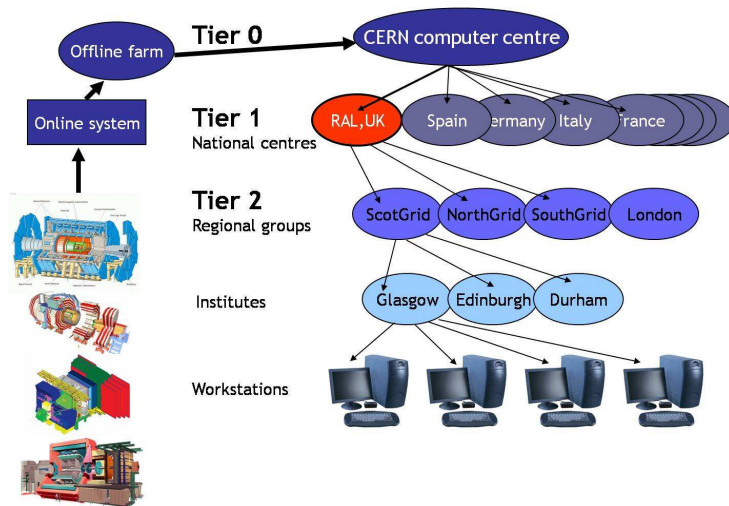 Tier 0
Offline farm
CERN computer centre
Online system
Tier 1
National centres
RAL,UK
Spain
ermany
Italy
France
Tier 2
Regional groups
ScotGrid
NorthGrid
SouthGrid
London
Institutes
Glasgow
Edinburgh
Durham
Workstations